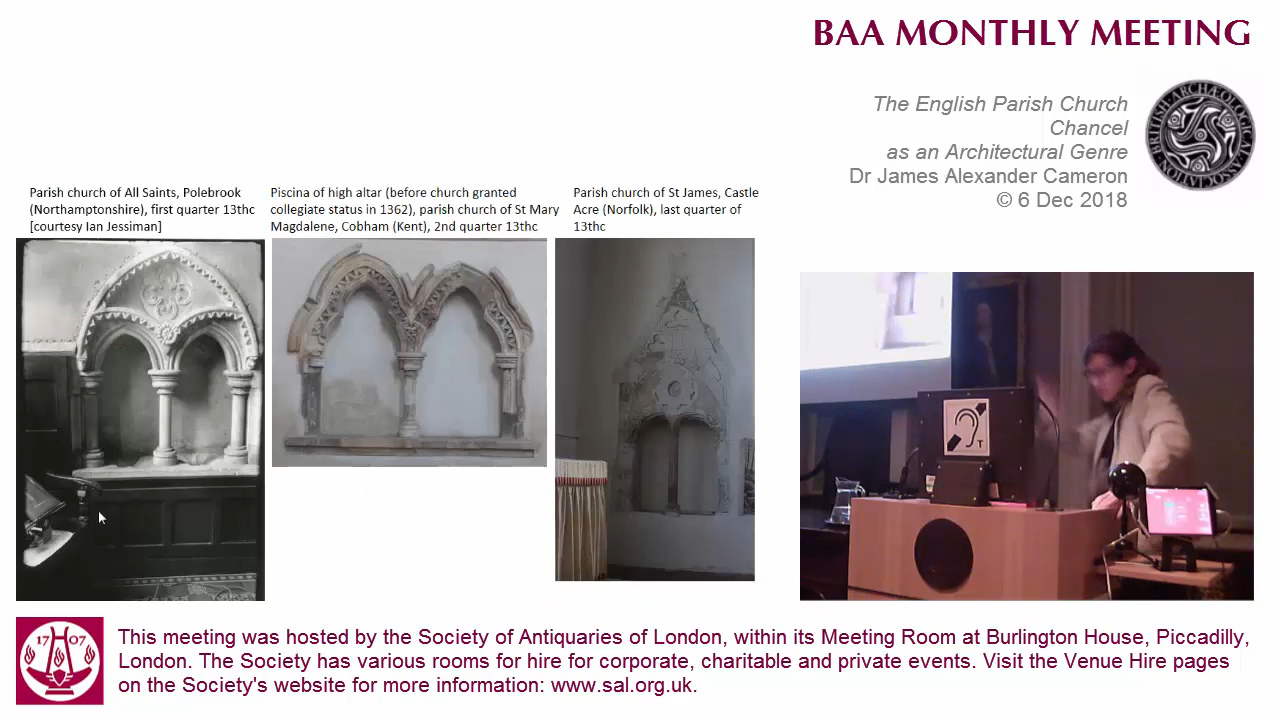 BAA MONTHLY MEETING
The English Parish Church
Chancel
as an Architectural Genre
Dr James Alexander Cameron
© 6 Dec 2018
BRITISH ARCHÆOLOGICAL ASSOCIATION
Parish church of All Saints, Polebrook
(Northamptonshire), first quarter 13thc
[courtesy Ian Jessiman]
Piscina of high altar (before church granted
collegiate status in 1362), parish church of St Mary
Magdalene, Cobham (Kent), 2nd quarter 13thc
Parish church of St James, Castle
Acre (Norfolk), last quarter of
13thc
T
1707
This meeting was hosted by the Society of Antiquaries of London, within its Meeting Room at Burlington House, Piccadilly,
London. The Society has various rooms for hire for corporate, charitable and private events. Visit the Venue Hire pages
on the Society's website for more information: www.sal.org.uk.